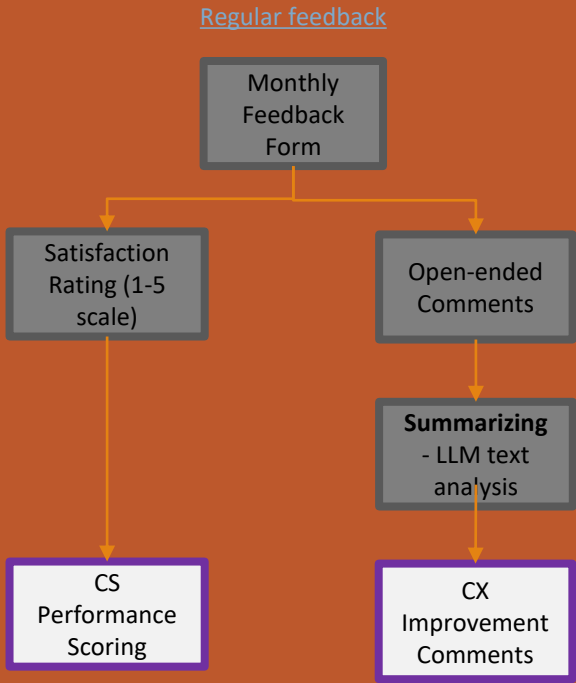 Regular feedback
Monthly
Feedback
Form
Satisfaction
Rating (1-5
scale)
Open-ended
Comments
Summarizing
- LLM text
analysis
CS
Performance
Scoring
CX
Improvement
Comments